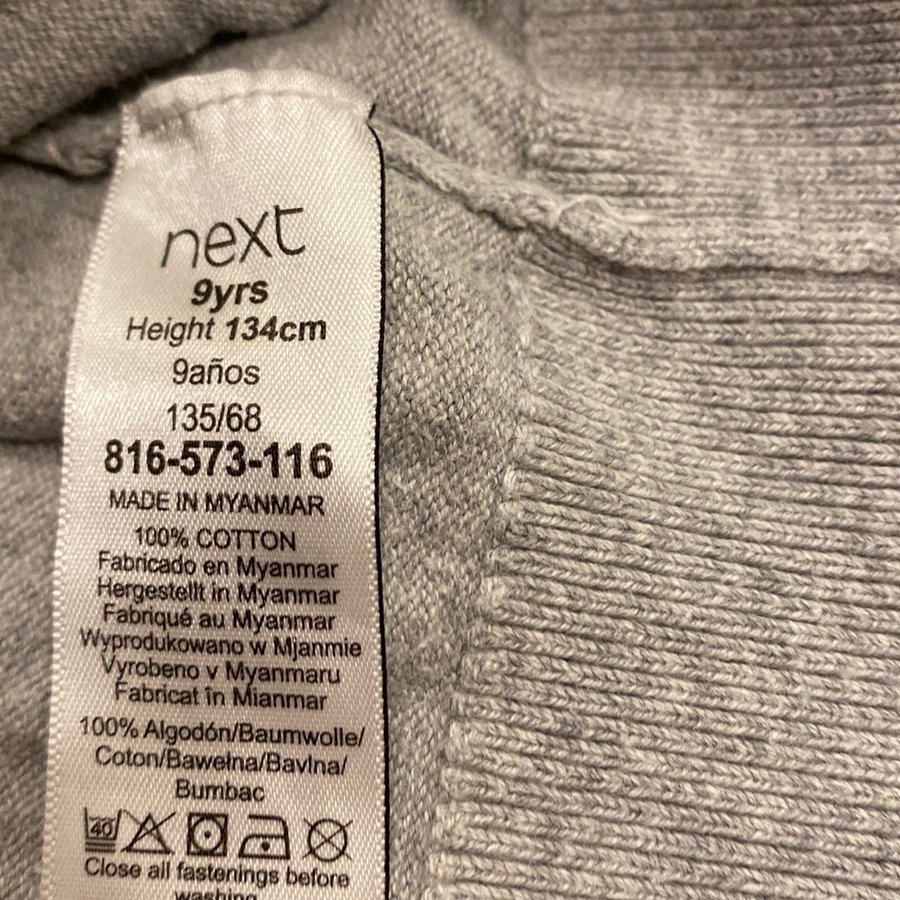 next
9yrs
Height 134cm
9años
135/68
816-573-116
MADE IN MYANMAR
100% COTTON
Fabricado en Myanmar
Hergestellt in Myanmar
Fabriqué au Myanmar
Wyprodukowano w Mjanmie
Vyrobeno v Myanmaru
Fabricat în Mianmar
100% Algodón/Baumwolle/
Coton/Bawełna/Bavlna/
Bumbac
40
Close all fastenings before
washing